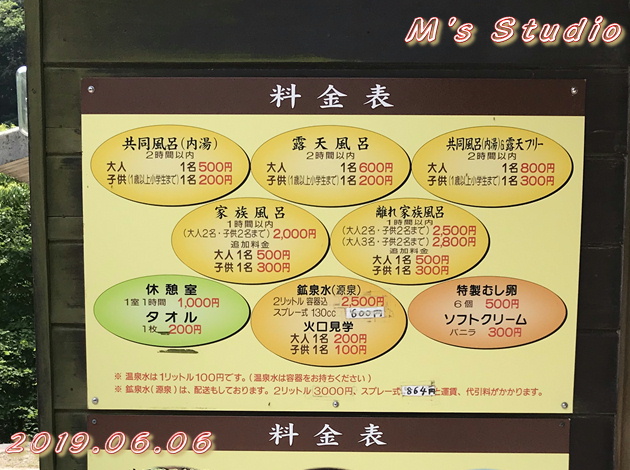 M's Studio
料金表
共同風呂(内湯)
2時間以内
大人 1名500円
子供(1歳以上小学生まで)1名200円
露天風呂
2時間以内
大人 1名600円
子供(1歳以上小学生まで)1名200円
共同風呂(内湯)&露天フリー
2時間以内
大人 1名800円
子供(1歳以上小学生まで)1名300円
家族風呂
1時間以内
(大人2名・子供2名まで)2,000円
追加料金
大人1名500円
子供1名300円
離れ家族風呂
1時間以内
(大人2名・子供2名まで)2,500円
(大人3名・子供2名まで)2,800円
追加料金
大人1名500円
子供1名300円
休憩室
1室1時間 1,000円
タオル
1枚 200円
鉱泉水(源泉)
2リットル容器込 2,500円
スプレー式130cc 600円
火口見学
大人1名200円
子供1名100円
特製むし卵
6個 500円
ソフトクリーム
バニラ 300円
※ 温泉水は1リットル100円です。(温泉水は容器をお持ちください)
※ 鉱泉水(源泉)は、配送もしております。2リットル3000円、スプレー式 864円 と運賃、代引料がかかります。
2019.06.06
料金表